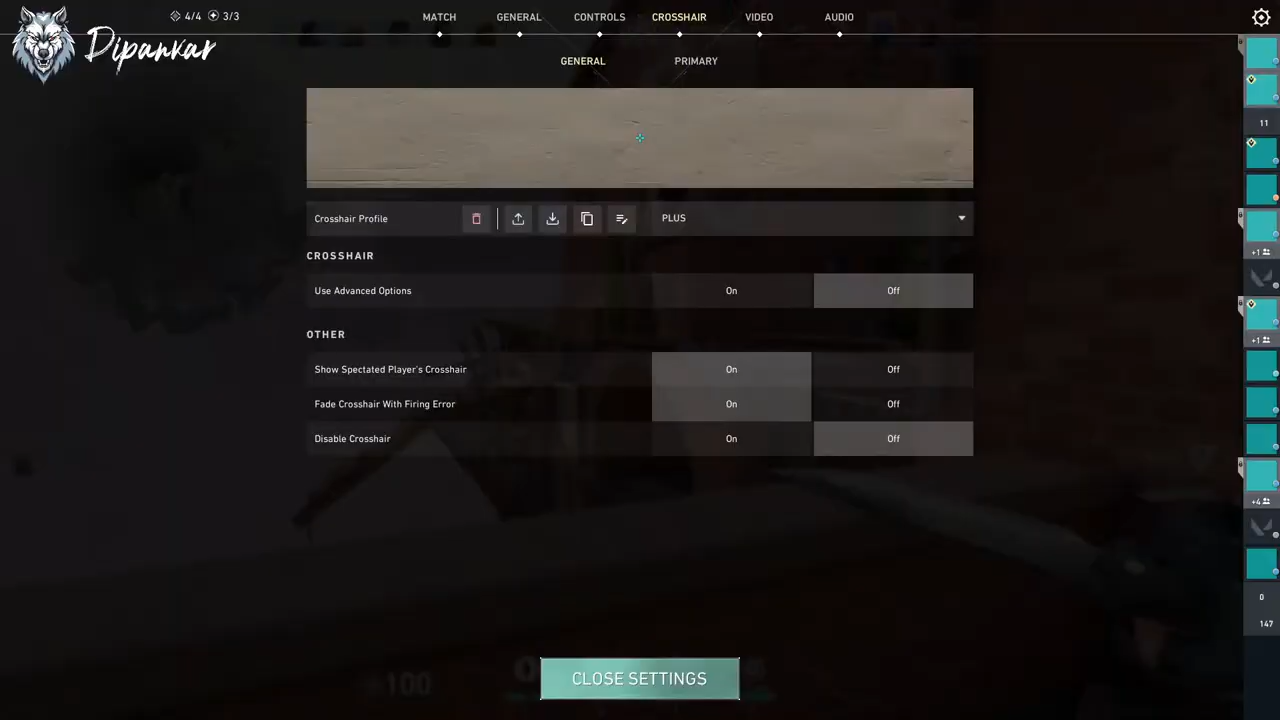 4/4 3/3
Dipankar
MATCH GENERAL CONTROLS CROSSHAIR VIDEO AUDIO
GENERAL PRIMARY
Crosshair Profile PLUS
CROSSHAIR
Use Advanced Options On Off
OTHER
Show Spectated Player's Crosshair On Off
Fade Crosshair With Firing Error On Off
Disable Crosshair On Off
CLOSE SETTINGS
100
11
+1
+1
+4
0
147